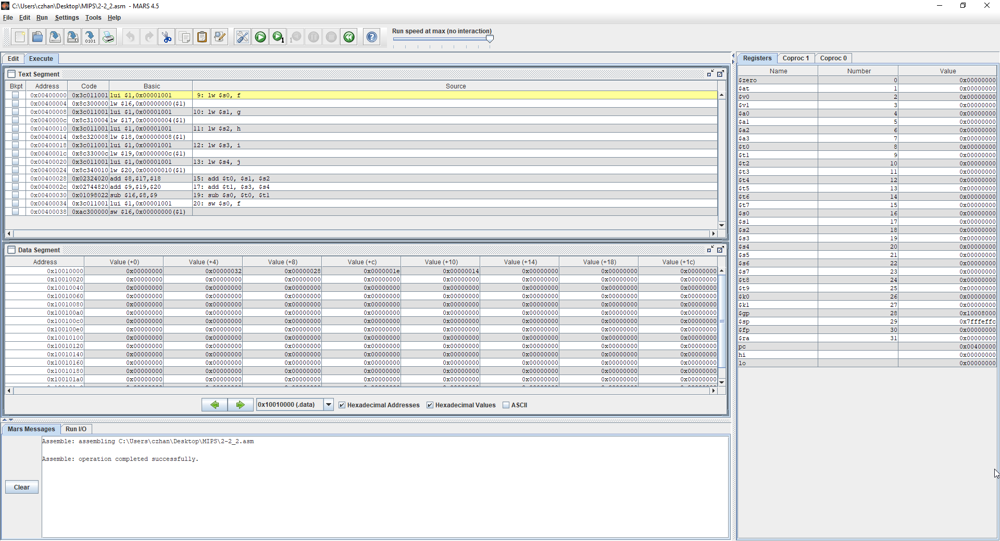 C:\Users\czhan\Desktop\MIPS\2-2_2.asm - MARS 4.5
File Edit Run Settings Tools Help
Run speed at max (no interaction)
Edit Execute
Text Segment
Bkpt Address Code Basic Source
0x00400000 0x3c011001 lui $1,0x00001001 9: lw $s0, f
0x00400004 0x8c300000 lw $16,0x00000000($1)
0x00400008 0x3c011001 lui $1,0x00001001 10: lw $s1, g
0x0040000c 0x8c310004 lw $17,0x00000004($1)
0x00400010 0x3c011001 lui $1,0x00001001 11: lw $s2, h
0x00400014 0x8c320008 lw $18,0x00000008($1)
0x00400018 0x3c011001 lui $1,0x00001001 12: lw $s3, i
0x0040001c 0x8c33000c lw $19,0x0000000c($1)
0x00400020 0x3c011001 lui $1,0x00001001 13: lw $s4, j
0x00400024 0x8c340010 lw $20,0x00000010($1)
0x00400028 0x02324020 add $8,$17,$18 15: add $t0, $s1, $s2
0x0040002c 0x02744820 add $9,$19,$20 17: add $t1, $s3, $s4
0x00400030 0x01098022 sub $16,$8,$9 19: sub $s0, $t0, $t1
0x00400034 0x3c011001 lui $1,0x00001001 20: sw $s0, f
0x00400038 0xac300000 sw $16,0x00000000($1)
Data Segment
Address Value (+0) Value (+4) Value (+8) Value (+c) Value (+10) Value (+14) Value (+18) Value (+1c)
0x10010000 0x00000000 0x00000032 0x00000028 0x0000001e 0x00000014 0x00000000 0x00000000 0x00000000
0x10010020 0x00000000 0x00000000 0x00000000 0x00000000 0x00000000 0x00000000 0x00000000 0x00000000
0x10010040 0x00000000 0x00000000 0x00000000 0x00000000 0x00000000 0x00000000 0x00000000 0x00000000
0x10010060 0x00000000 0x00000000 0x00000000 0x00000000 0x00000000 0x00000000 0x00000000 0x00000000
0x10010080 0x00000000 0x00000000 0x00000000 0x00000000 0x00000000 0x00000000 0x00000000 0x00000000
0x100100a0 0x00000000 0x00000000 0x00000000 0x00000000 0x00000000 0x00000000 0x00000000 0x00000000
0x100100c0 0x00000000 0x00000000 0x00000000 0x00000000 0x00000000 0x00000000 0x00000000 0x00000000
0x100100e0 0x00000000 0x00000000 0x00000000 0x00000000 0x00000000 0x00000000 0x00000000 0x00000000
0x10010100 0x00000000 0x00000000 0x00000000 0x00000000 0x00000000 0x00000000 0x00000000 0x00000000
0x10010120 0x00000000 0x00000000 0x00000000 0x00000000 0x00000000 0x00000000 0x00000000 0x00000000
0x10010140 0x00000000 0x00000000 0x00000000 0x00000000 0x00000000 0x00000000 0x00000000 0x00000000
0x10010160 0x00000000 0x00000000 0x00000000 0x00000000 0x00000000 0x00000000 0x00000000 0x00000000
0x10010180 0x00000000 0x00000000 0x00000000 0x00000000 0x00000000 0x00000000 0x00000000 0x00000000
0x100101a0 0x00000000 0x00000000 0x00000000 0x00000000 0x00000000 0x00000000 0x00000000 0x00000000
0x10010000 (.data) Hexadecimal Addresses Hexadecimal Values ASCII
Mars Messages Run I/O
Assemble: assembling C:\Users\czhan\Desktop\MIPS\2-2_2.asm
Assemble: operation completed successfully.
Clear
Registers Coproc 1 Coproc 0
Name Number Value
$zero 0 0x00000000
$at 1 0x00000000
$v0 2 0x00000000
$v1 3 0x00000000
$a0 4 0x00000000
$a1 5 0x00000000
$a2 6 0x00000000
$a3 7 0x00000000
$t0 8 0x00000000
$t1 9 0x00000000
$t2 10 0x00000000
$t3 11 0x00000000
$t4 12 0x00000000
$t5 13 0x00000000
$t6 14 0x00000000
$t7 15 0x00000000
$s0 16 0x00000000
$s1 17 0x00000000
$s2 18 0x00000000
$s3 19 0x00000000
$s4 20 0x00000000
$s5 21 0x00000000
$s6 22 0x00000000
$s7 23 0x00000000
$t8 24 0x00000000
$t9 25 0x00000000
$k0 26 0x00000000
$k1 27 0x00000000
$gp 28 0x10008000
$sp 29 0x7fffeffc
$fp 30 0x00000000
$ra 31 0x00000000
pc 0x00400000
hi 0x00000000
lo 0x00000000